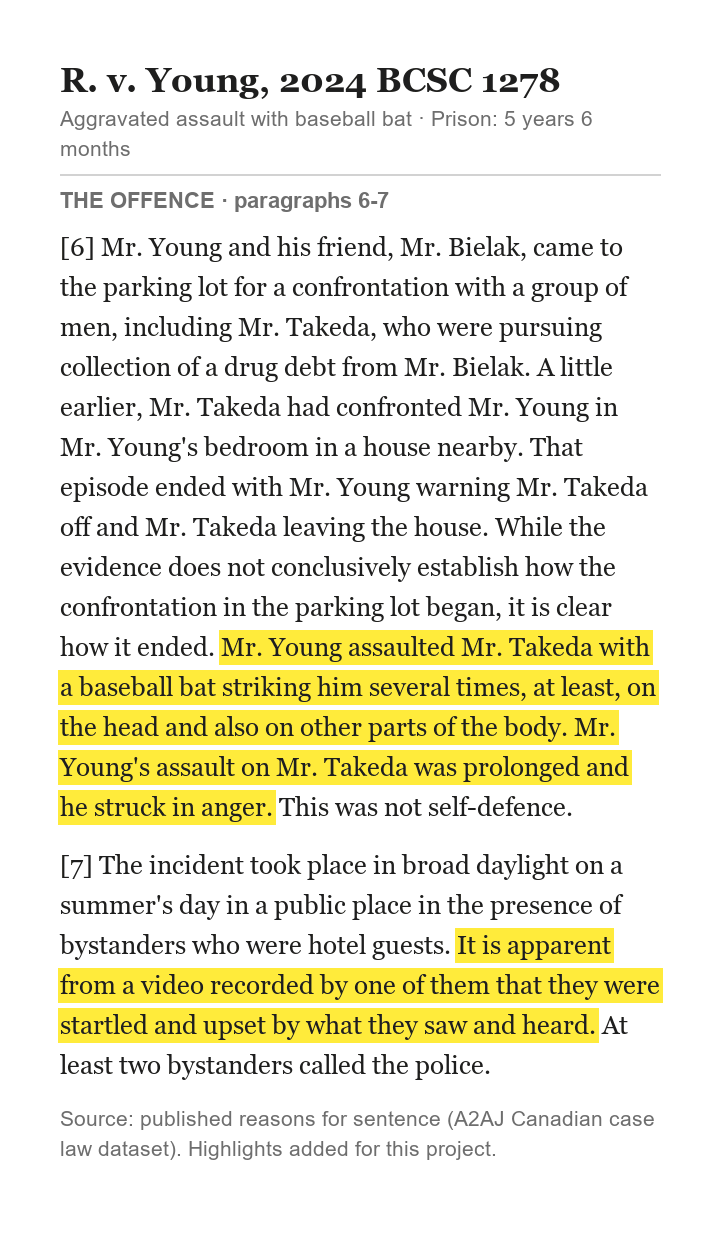 R. v. Young, 2024 BCSC 1278
Aggravated assault with baseball bat · Prison: 5 years 6
months
THE OFFENCE · paragraphs 6-7
[6] Mr. Young and his friend, Mr. Bielak, came to
the parking lot for a confrontation with a group of
men, including Mr. Takeda, who were pursuing
collection of a drug debt from Mr. Bielak. A little
earlier, Mr. Takeda had confronted Mr. Young in
Mr. Young's bedroom in a house nearby. That
episode ended with Mr. Young warning Mr. Takeda
off and Mr. Takeda leaving the house. While the
evidence does not conclusively establish how the
confrontation in the parking lot began, it is clear
how it ended. Mr. Young assaulted Mr. Takeda with
a baseball bat striking him several times, at least, on
the head and also on other parts of the body. Mr.
Young's assault on Mr. Takeda was prolonged and
he struck in anger. This was not self-defence.
[7] The incident took place in broad daylight on a
summer's day in a public place in the presence of
bystanders who were hotel guests. It is apparent
from a video recorded by one of them that they were
startled and upset by what they saw and heard. At
least two bystanders called the police.
Source: published reasons for sentence (A2AJ Canadian case
law dataset). Highlights added for this project.